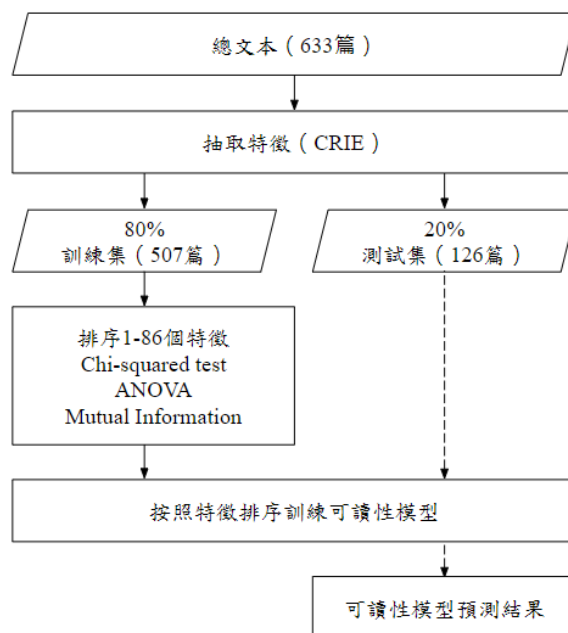 總文本（633篇）
抽取特徵（CRIE）
80%
訓練集（507篇）
20%
測試集（126篇）
排序1-86個特徵
Chi-squared test
ANOVA
Mutual Information
按照特徵排序訓練可讀性模型
可讀性模型預測結果